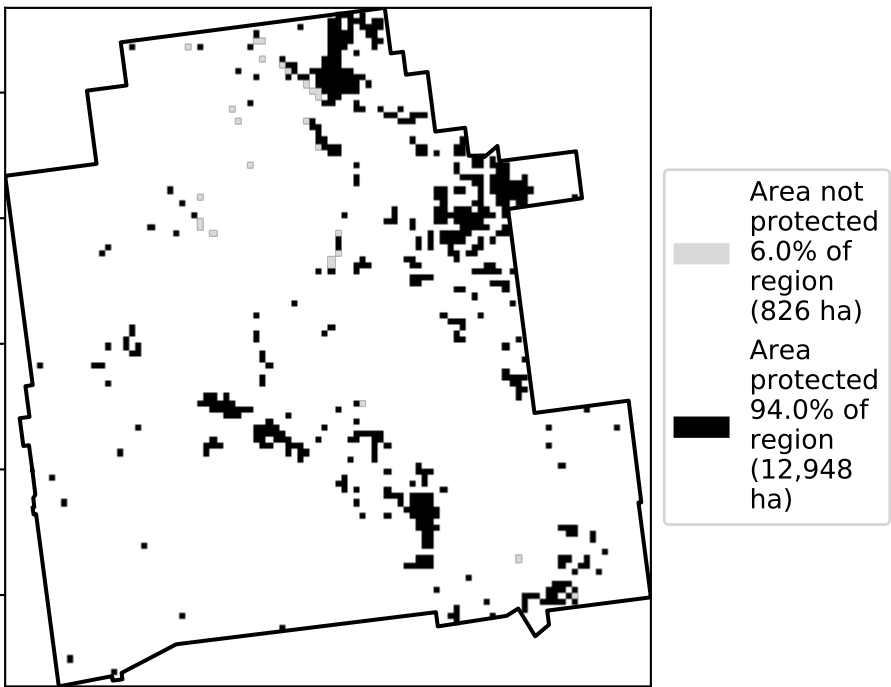 Area not
protected
6.0% of
region
(826 ha)
Area
protected
94.0% of
region
(12,948
ha)